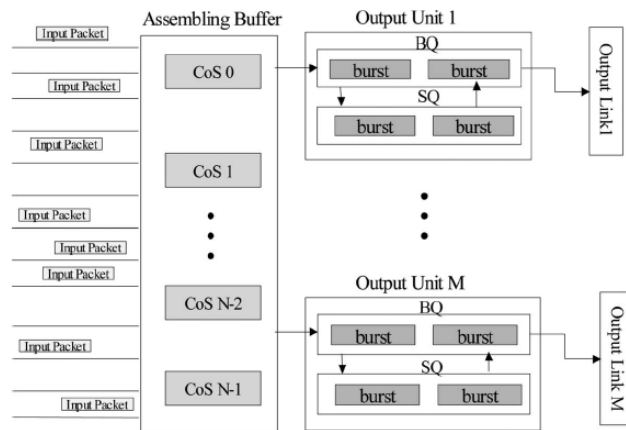 Assembling Buffer
Output Unit 1
Input Packet
Input Packet
Input Packet
Input Packet
Input Packet
Input Packet
Input Packet
Input Packet
CoS 0
CoS 1
CoS N-2
CoS N-1
BQ
burst
burst
SQ
burst
burst
Output Link1
Output Unit M
BQ
burst
burst
SQ
burst
burst
Output Link M